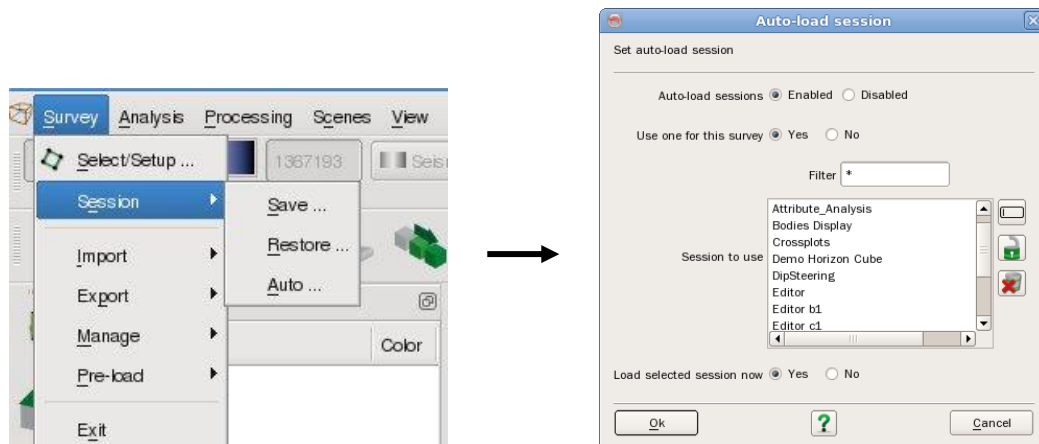 Survey Analysis Processing Scenes View
Select/Setup ...
1367193
Seis
Session
Save ...
Restore ...
Auto ...
Import
Export
Manage
Pre-load
Exit
Color
Auto-load session
Set auto-load session
Auto-load sessions Enabled Disabled
Use one for this survey Yes No
Filter *
Session to use
Attribute_Analysis
Bodies Display
Crossplots
Demo Horizon Cube
DipSteering
Editor
Editor b1
Editor c1
Load selected session now Yes No
Ok ? Cancel